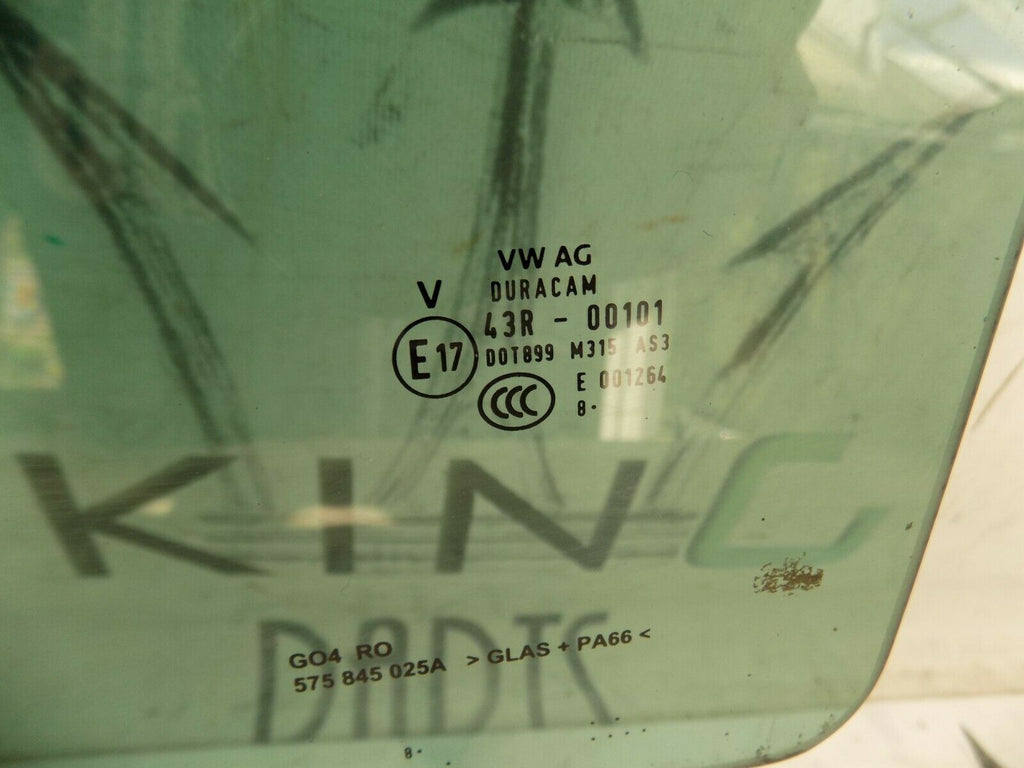 VW AG
V
DURACAM
43R - 00101
E 17
DOT899 M315 AS3
CCC
E 001264
8·
KING
PARTS
GO4 RO
575 845 025A > GLAS + PA66 <
8·